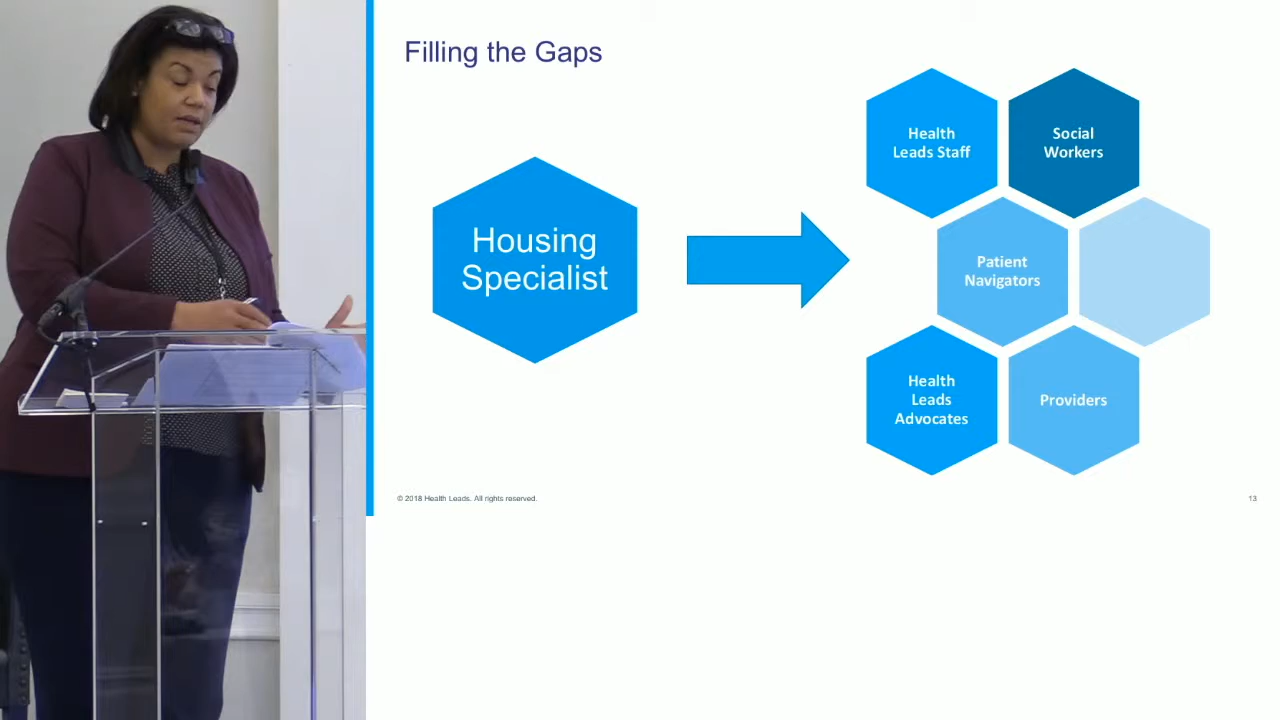 Filling the Gaps
Housing
Specialist
Health
Leads Staff
Social
Workers
Patient
Navigators
Health
Leads
Advocates
Providers
© 2018 Health Leads. All rights reserved.
13